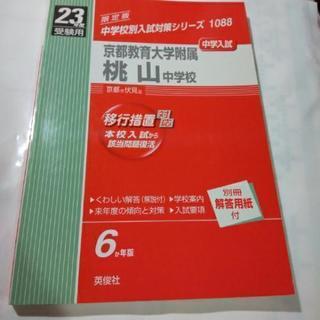 23年度
受験用
限定版
中学校別入試対策シリーズ 1088
中学入試
京都教育大学附属
桃山中学校
京都市伏見区
移行措置対応
本校入試から
該当問題復活
▶くわしい解答(解説付) ▶学校案内
▶来年度の傾向と対策 ▶入試要項
別冊
解答用紙
付
6か年版
英俊社